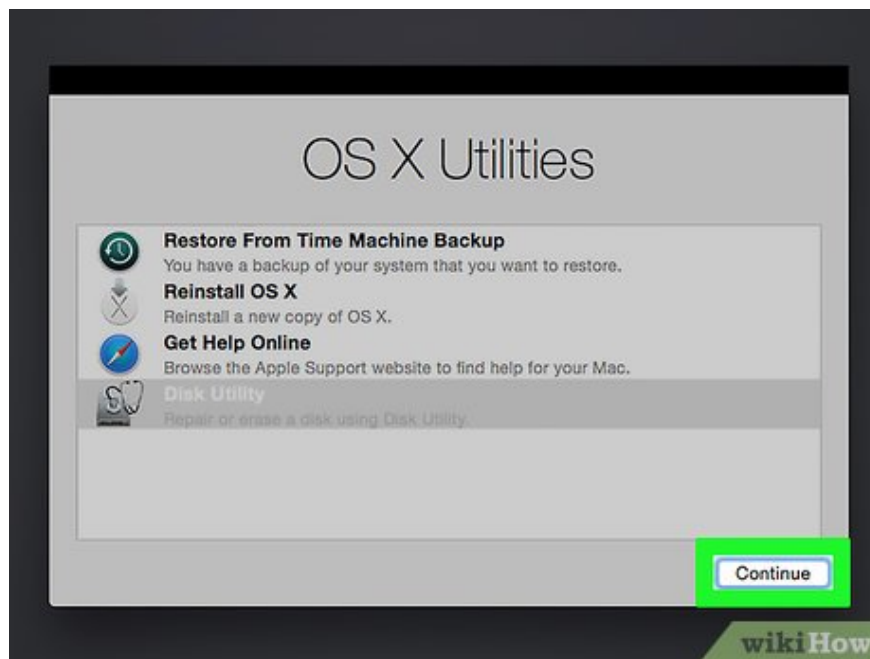 OS X Utilities
Restore From Time Machine Backup
You have a backup of your system that you want to restore.
Reinstall OS X
Reinstall a new copy of OS X.
Get Help Online
Browse the Apple Support website to find help for your Mac.
Disk Utility
Repair or erase a disk using Disk Utility.
Continue
wikiHow